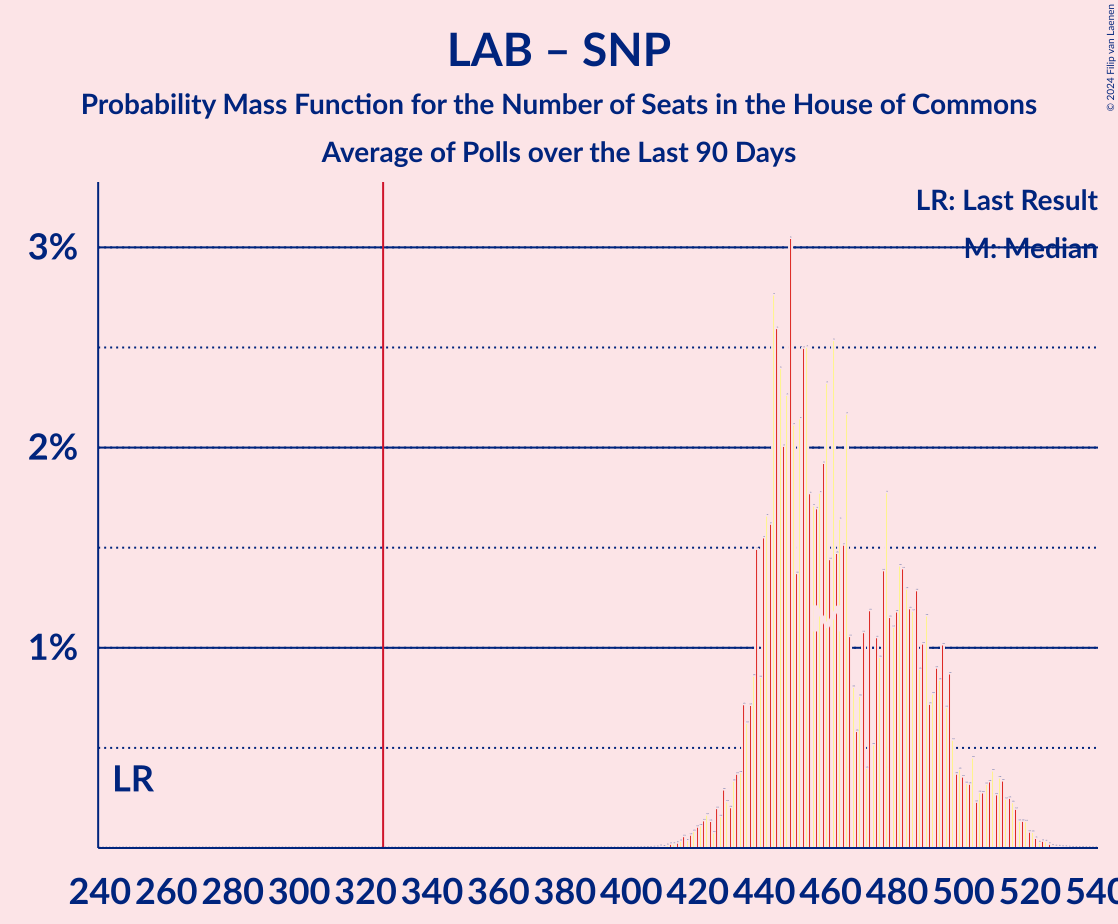 LAB – SNP
Probability Mass Function for the Number of Seats in the House of Commons
Average of Polls over the Last 90 Days
© 2024 Filip van Laenen
LR: Last Result
M: Median
3%
2%
1%
LR
240 260 280 300 320 340 360 380 400 420 440 460 480 500 520 540